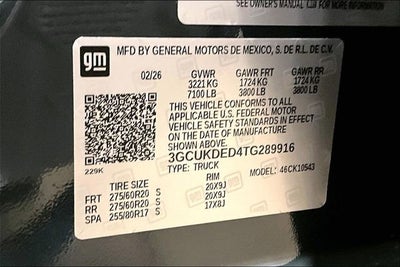 SEE OWNER'S MANUAL
FOR MORE INFORMATION
gm
MFD BY GENERAL MOTORS DE MEXICO, S. DE R.L. DE C.V.
02/26 GVWR GAWR FRT GAWR RR
3221 KG 1724 KG 1724 KG
7100 LB 3800 LB 3800 LB
THIS VEHICLE CONFORMS TO ALL
APPLICABLE U.S. FEDERAL MOTOR
VEHICLE SAFETY STANDARDS IN EFFECT
ON THE DATE OF MANUFACTURE
SHOWN ABOVE.
3GCUKDED4TG289916
229K TYPE: TRUCK MODEL: 46CK10543
TIRE SIZE RIM
FRT 275/60R20 S 20X9J
RR 275/60R20 S 20X9J
SPA 255/80R17 S 17X8J